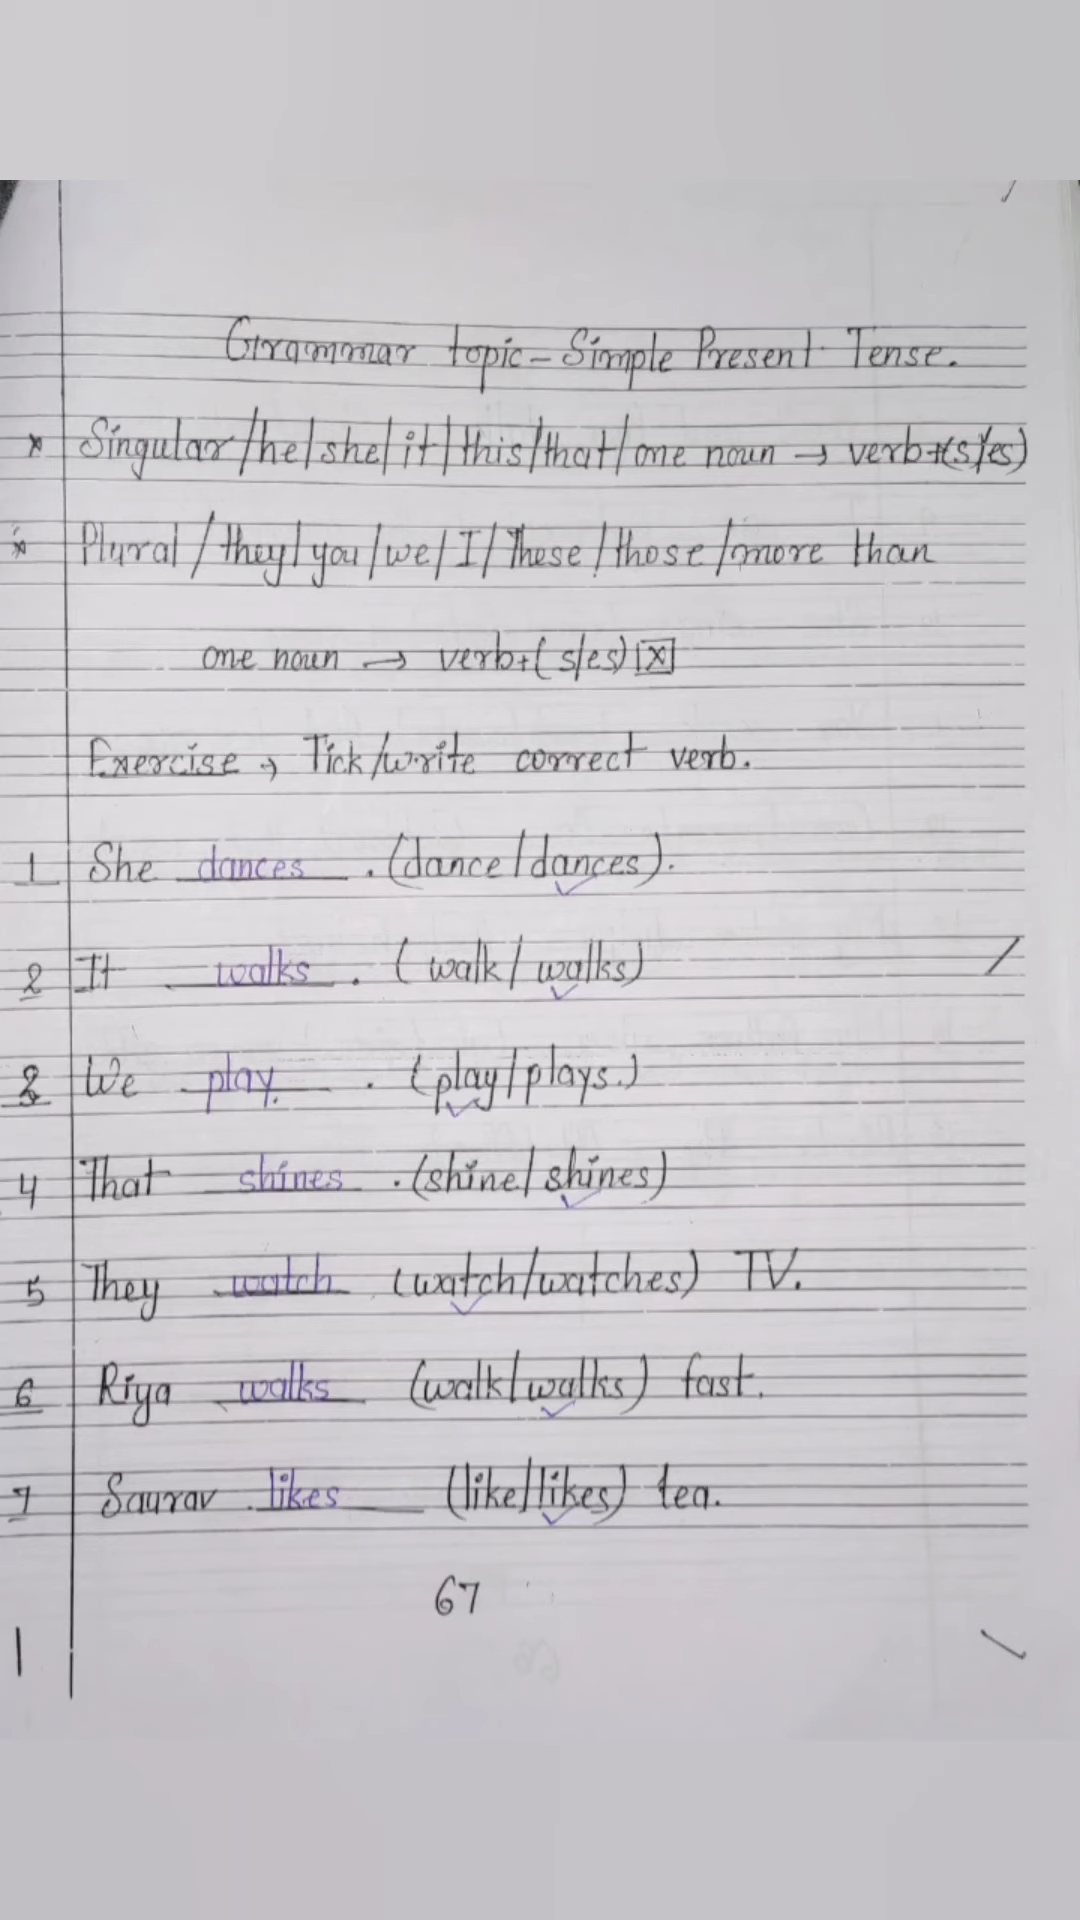 Grammar topic - Simple Present Tense.
* Singular/he/she/it/this/that/one noun → verb+(s/es)
* Plural/they/you/we/I/These/those/more than
one noun → verb+(s/es) [x]
Exercise → Tick/write correct verb.
1 She dances . (dance/dances).
2 It walks . (walk/walks)
3 We play. . (play/plays.)
4 That shines . (shine/shines)
5 They watch (watch/watches) TV.
6 Riya walks (walk/walks) fast.
7 Saurav likes (like/likes) tea.
67